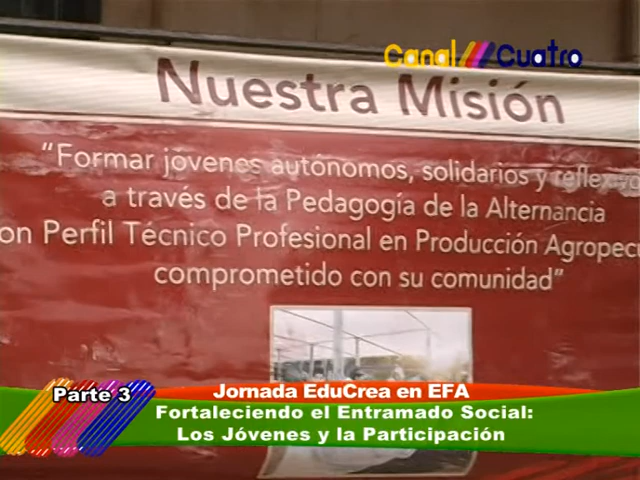 Canal Cuatro
Nuestra Misión
"Formar jóvenes autónomos, solidarios y
a través de la Pedagogía de la Alternancia
Perfil Técnico Profesional en Producción
comprometido con su comunidad"
Parte 3
Jornada EduCrea en EFA
Fortaleciendo el Entramado Social:
Los Jóvenes y la Participación